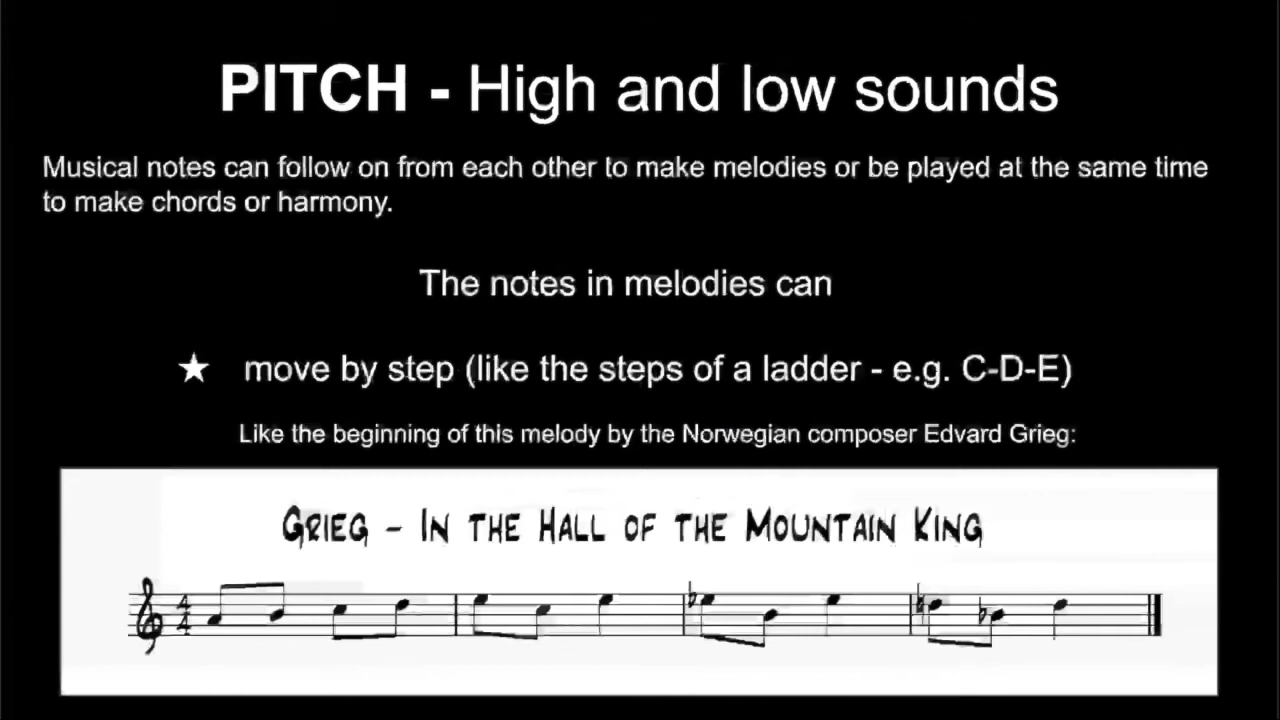 PITCH - High and low sounds
Musical notes can follow on from each other to make melodies or be played at the same time
to make chords or harmony.
The notes in melodies can
★ move by step (like the steps of a ladder - e.g. C-D-E)
Like the beginning of this melody by the Norwegian composer Edvard Grieg:
GRIEG - IN THE HALL OF THE MOUNTAIN KING
4
4